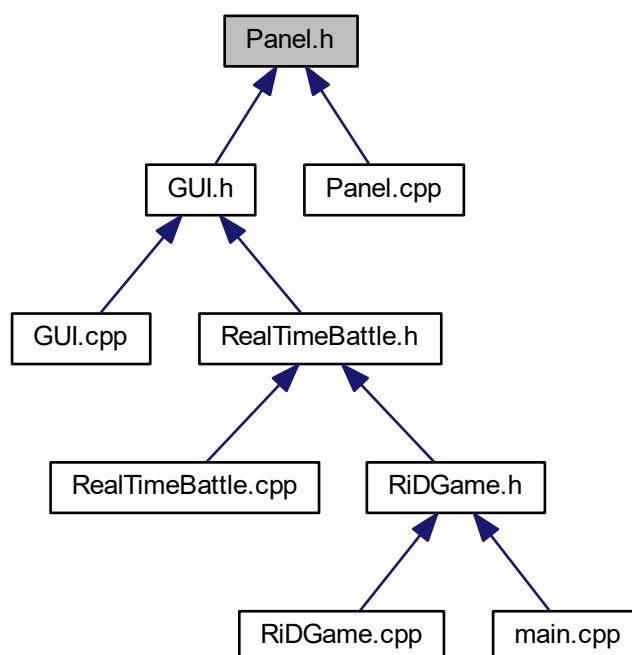 Panel.h
GUI.h
Panel.cpp
GUI.cpp
RealTimeBattle.h
RealTimeBattle.cpp
RiDGame.h
RiDGame.cpp
main.cpp